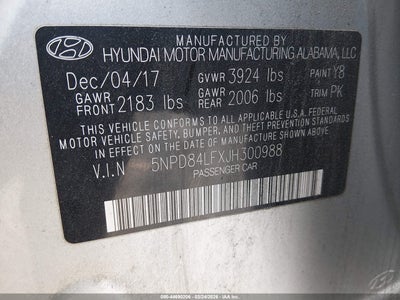 HYUNDAI MOTOR MANUFACTURING ALABAMA, LLC
Dec/04/17 GVWR 3924 lbs PAINT Y8
GAWR FRONT 2183 lbs GAWR REAR 2006 lbs TRIM PK
THIS VEHICLE CONFORMS TO ALL APPLICABLE FEDERAL
MOTOR VEHICLE SAFETY, BUMPER, AND THEFT PREVENTION STANDARDS IN EFFECT ON THE DATE OF MANUFACTURE SHOWN ABOVE.
V.I.N 5NPD84LFXJH300988
PASSENGER CAR